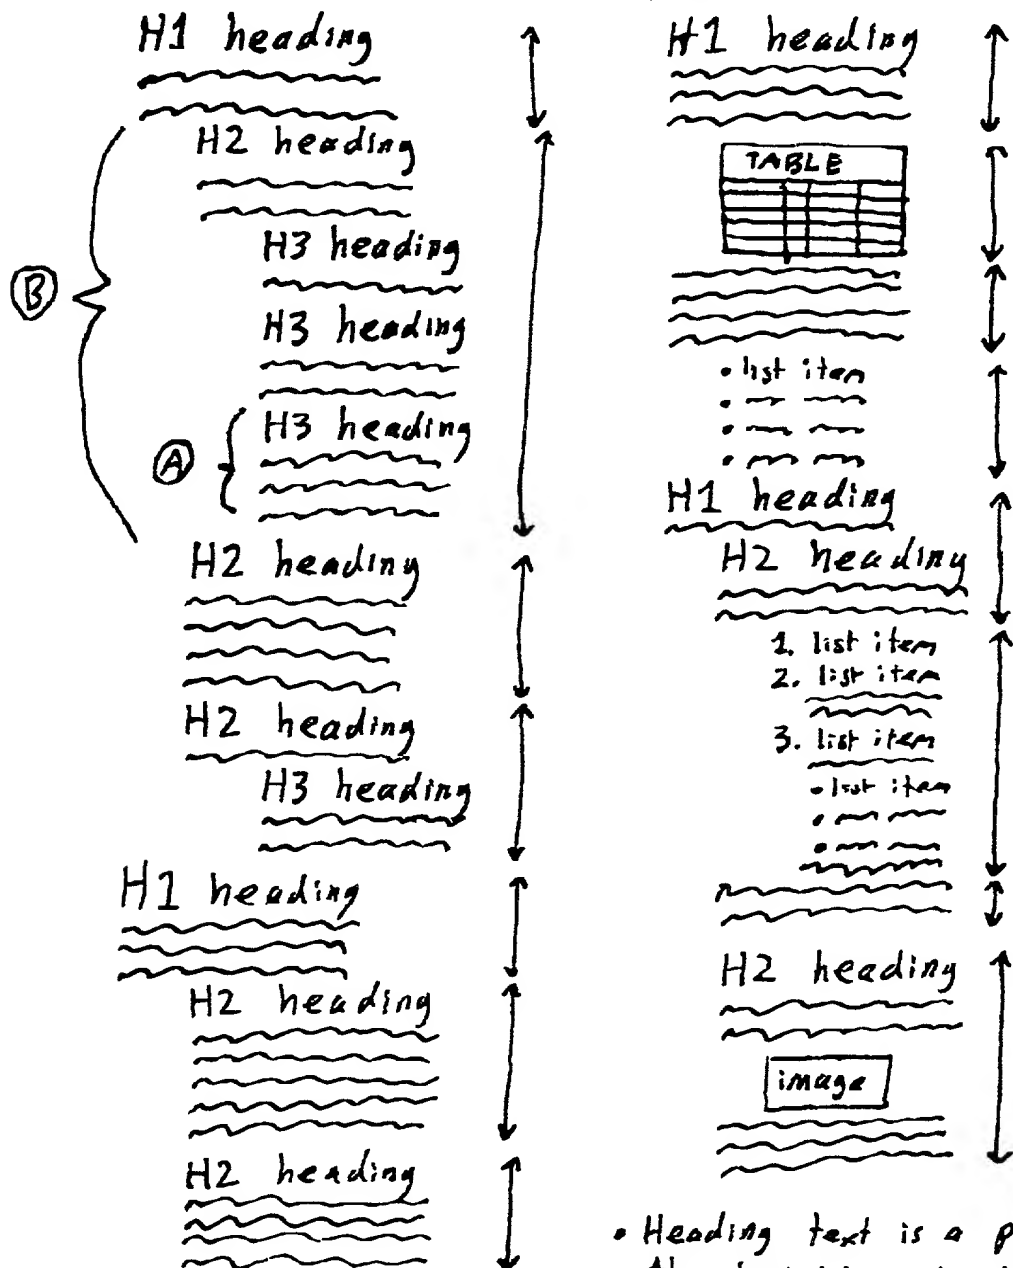 H1 heading
H2 heading
H3 heading
B
H3 heading
H3 heading
A
H2 heading
H2 heading
H3 heading
H1 heading
H2 heading
H2 heading
H1 heading
TABLE
• list item
•
•
•
H1 heading
H2 heading
1. list item
2. list item
3. list item
• list item
•
•
H2 heading
image
• Heading text is a